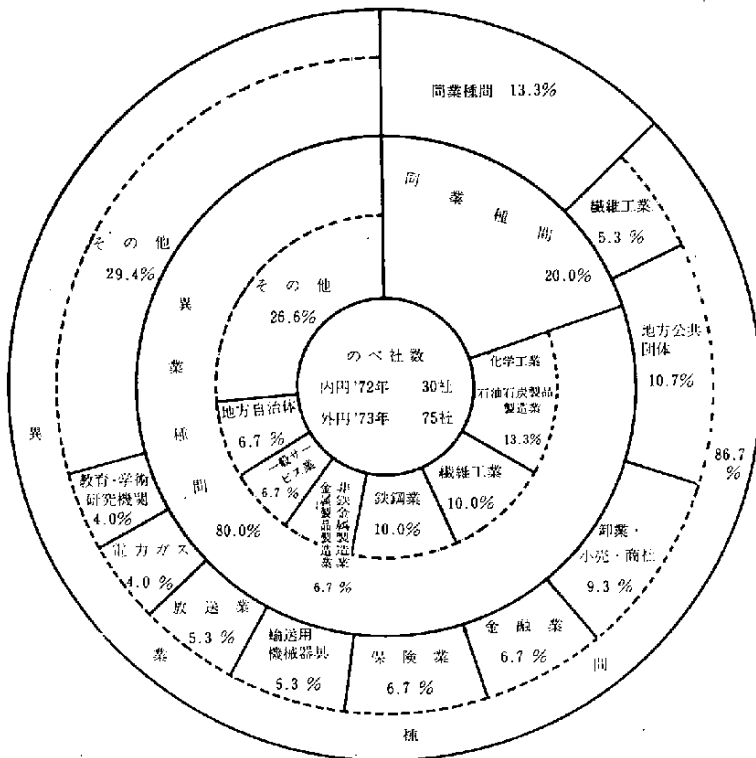 同業種間 13.3%
繊維工業
5.3%
地方公共
団体
10.7%
86.7
%
卸業・
小売・商社
9.3 %
金融業
6.7 %
保険業
6.7 %
輸送用
機械器具
5.3 %
放送業
5.3 %
電力ガス
4.0 %
教育・学術
研究機関
4.0%
その他
29.4%
異業種間
同業種間
20.0%
化学工業
石油石炭製品
製造業
13.3%
繊維工業
10.0%
鉄鋼業
10.0%
非鉄金属製造業
金属製品製造業
6.7 %
一般サー
ビス業
6.7 %
地方自治体
6.7 %
その他
26.6%
異業種間
80.0%
のべ社数
内円'72年 30社
外円'73年 75社